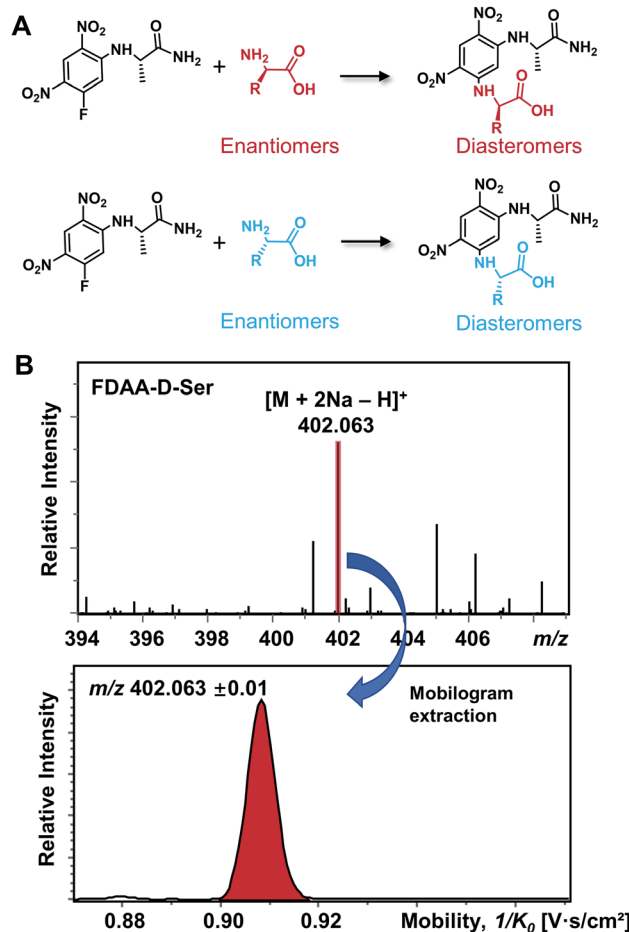 A
NO₂
NH
O
NH₂
O₂N
F
+
NH₂
O
R
OH
NO₂
NH
O
NH₂
NO₂
NH
O
OH
R
Enantiomers
Diasteromers
NO₂
NH
O
NH₂
NO₂
F
+
NH₂
O
R
OH
NO₂
NH
O
NH₂
NO₂
NH
O
OH
R
Enantiomers
Diasteromers
B
FDAA-D-Ser
[M + 2Na – H]⁺
402.063
Relative Intensity
394 396 398 400 402 404 406 m/z
m/z 402.063 ±0.01
Mobilogram
extraction
Relative Intensity
0.88 0.90 0.92 Mobility, 1/K₀ [V·s/cm²]